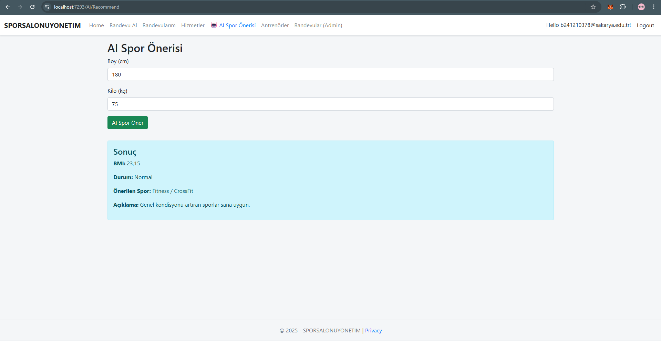 localhost:7293/AI/Recommend
SPORSALONUYONETIM Home Randevu Al Randevularım Hizmetler AI Spor Önerisi Antrenörler Randevular (Admin) Hello b241210378@sakarya.edu.tr! Logout
AI Spor Önerisi
Boy (cm)
180
Kilo (kg)
75
AI Spor Öner
Sonuç
BMI: 23,15
Durum: Normal
Önerilen Spor: Fitness / CrossFit
Açıklama: Genel kondisyonu artıran sporlar sana uygun.
© 2025 - SPORSALONUYONETIM | Privacy